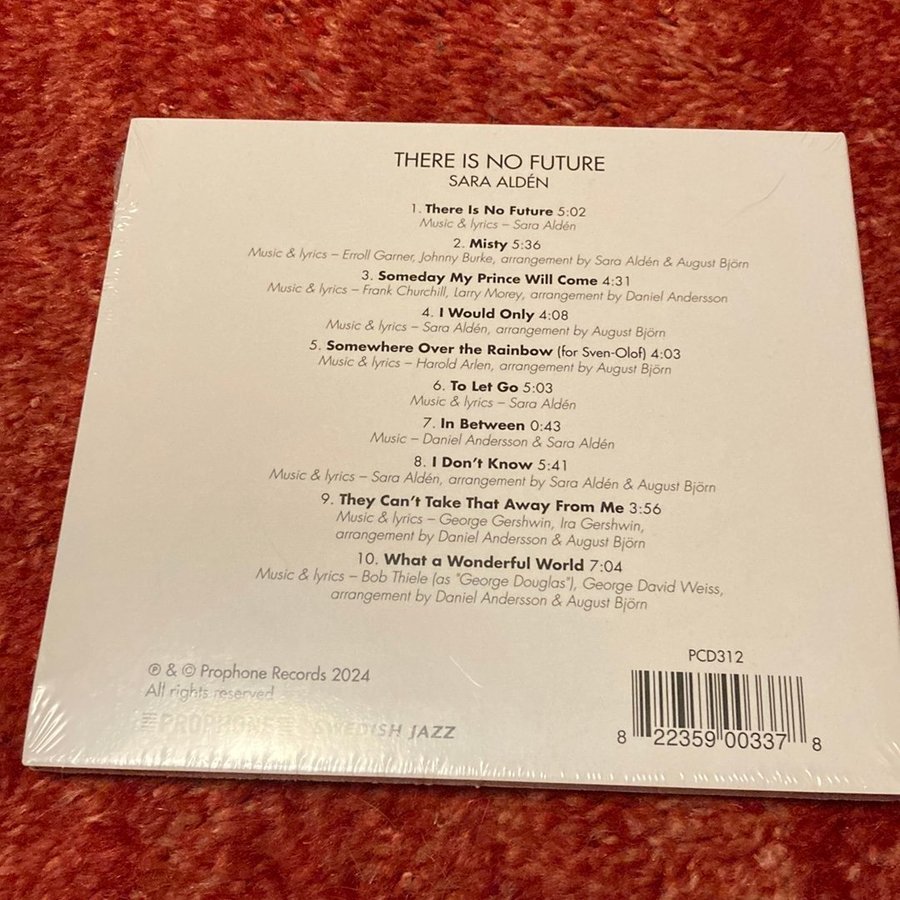 THERE IS NO FUTURE
SARA ALDÉN
1. There Is No Future 5:02
Music & lyrics – Sara Aldén
2. Misty 5:36
Music & lyrics – Erroll Garner, Johnny Burke, arrangement by Sara Aldén & August Björn
3. Someday My Prince Will Come 4:31
Music & lyrics – Frank Churchill, Larry Morey, arrangement by Daniel Andersson
4. I Would Only 4:08
Music & lyrics – Sara Aldén, arrangement by August Björn
5. Somewhere Over the Rainbow (for Sven-Olof) 4:03
Music & lyrics – Harold Arlen, arrangement by August Björn
6. To Let Go 5:03
Music & lyrics – Sara Aldén
7. In Between 0:43
Music – Daniel Andersson & Sara Aldén
8. I Don't Know 5:41
Music & lyrics – Sara Aldén, arrangement by Sara Aldén & August Björn
9. They Can't Take That Away From Me 3:56
Music & lyrics – George Gershwin, Ira Gershwin,
arrangement by Daniel Andersson & August Björn
10. What a Wonderful World 7:04
Music & lyrics – Bob Thiele (as "George Douglas"), George David Weiss,
arrangement by Daniel Andersson & August Björn
℗ & © Prophone Records 2024
All rights reserved
PROPHONE SWEDISH JAZZ
PCD312
8 22359 00337 8